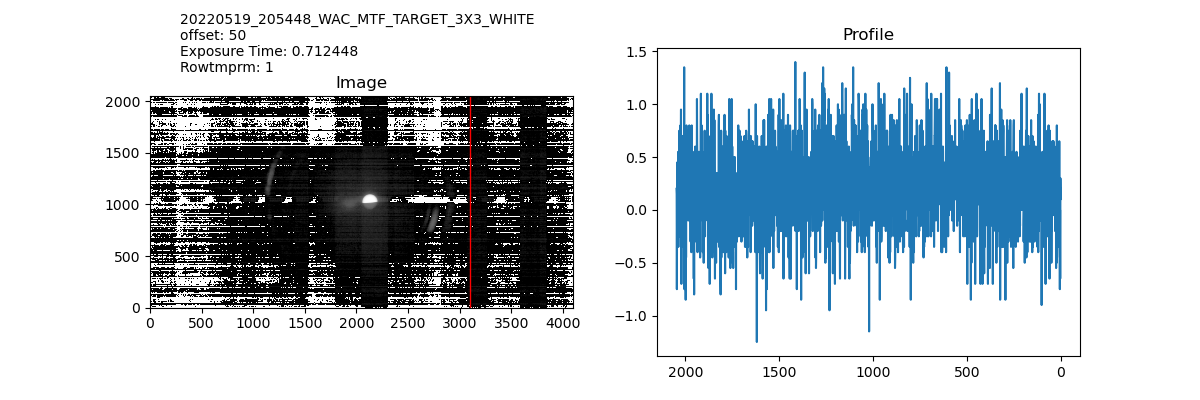 20220519_205448_WAC_MTF_TARGET_3X3_WHITE
offset: 50
Exposure Time: 0.712448
Rowtmprm: 1
Image
2000
1500
1000
500
0
0 500 1000 1500 2000 2500 3000 3500 4000
Profile
1.5
1.0
0.5
0.0
−0.5
−1.0
2000 1500 1000 500 0